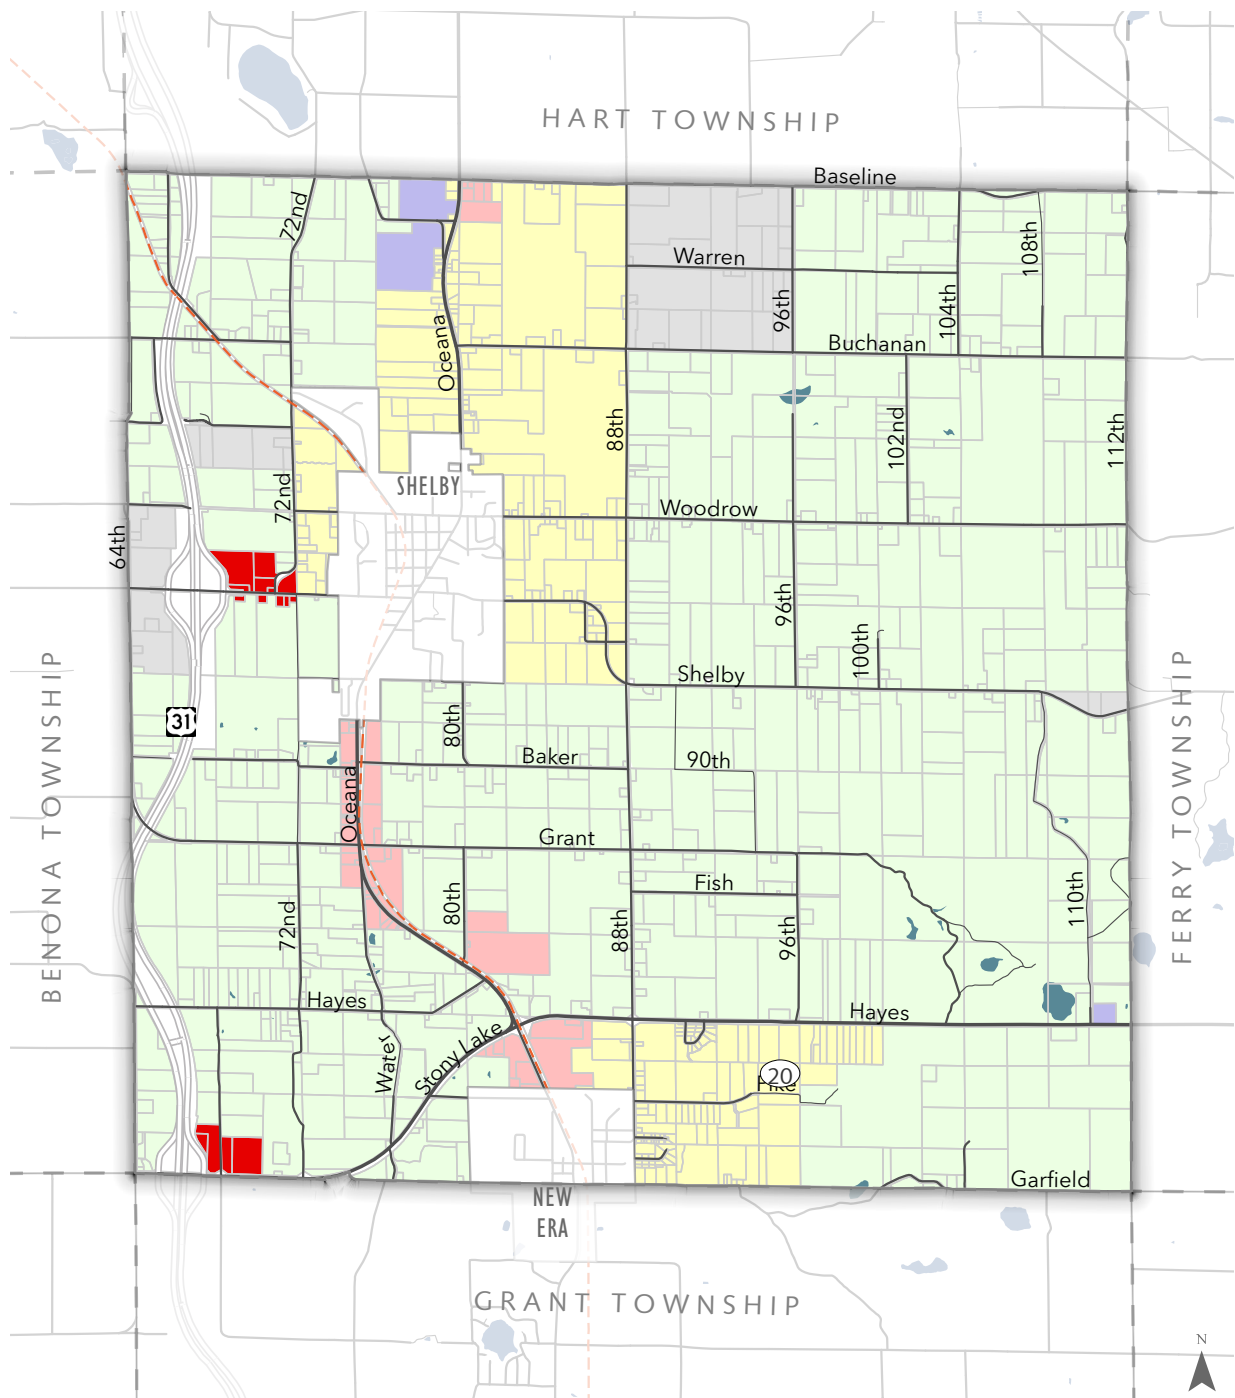 HART TOWNSHIP
Baseline
72nd
108th
Warren
96th
104th
Oceana
Buchanan
88th
102nd
112th
SHELBY
72nd
Woodrow
64th
96th
100th
Shelby
BENONA TOWNSHIP
FERRY TOWNSHIP
31
80th
Baker
90th
Oceana
Grant
Fish
80th
110th
72nd
88th
96th
Hayes
Hayes
Water
Stony Lake
20
Garfield
NEW
ERA
GRANT TOWNSHIP
N